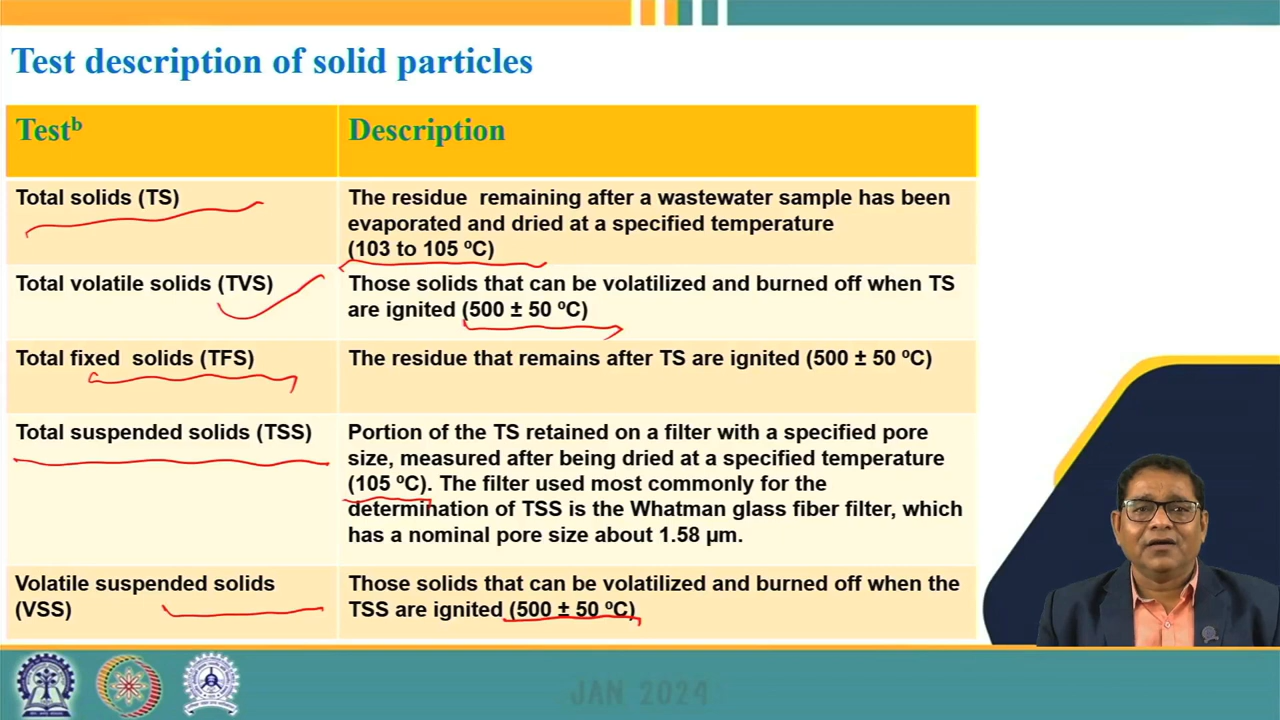 Test description of solid particles
Testᵇ
Description
Total solids (TS)
The residue remaining after a wastewater sample has been
evaporated and dried at a specified temperature
(103 to 105 ºC)
Total volatile solids (TVS)
Those solids that can be volatilized and burned off when TS
are ignited (500 ± 50 ºC)
Total fixed solids (TFS)
The residue that remains after TS are ignited (500 ± 50 ºC)
Total suspended solids (TSS)
Portion of the TS retained on a filter with a specified pore
size, measured after being dried at a specified temperature
(105 ºC). The filter used most commonly for the
determination of TSS is the Whatman glass fiber filter, which
has a nominal pore size about 1.58 μm.
Volatile suspended solids
(VSS)
Those solids that can be volatilized and burned off when the
TSS are ignited (500 ± 50 ºC)
JAN 2024